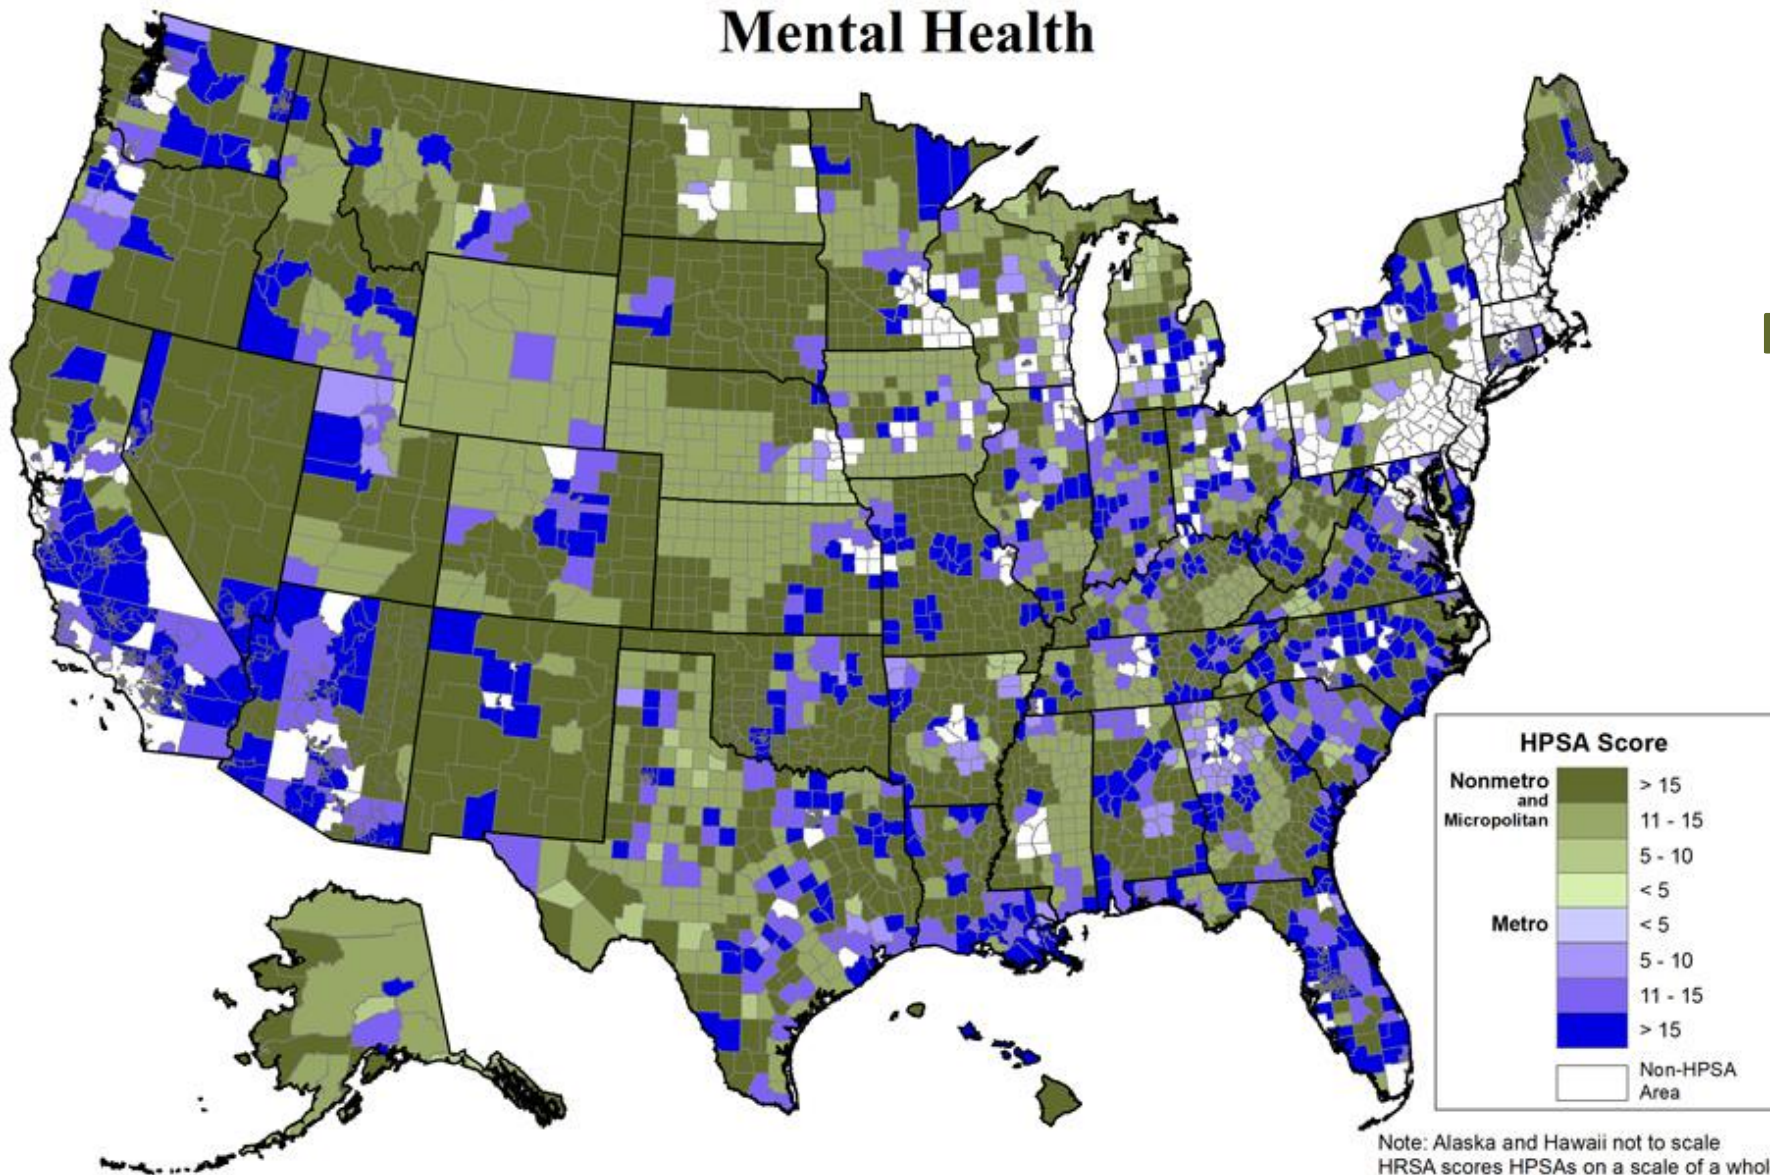 Mental Health
HPSA Score
Nonmetro
and
Micropolitan
> 15
11 - 15
5 - 10
< 5
Metro
< 5
5 - 10
11 - 15
> 15
Non-HPSA
Area
Note: Alaska and Hawaii not to scale
HRSA scores HPSAs on a scale of a whol